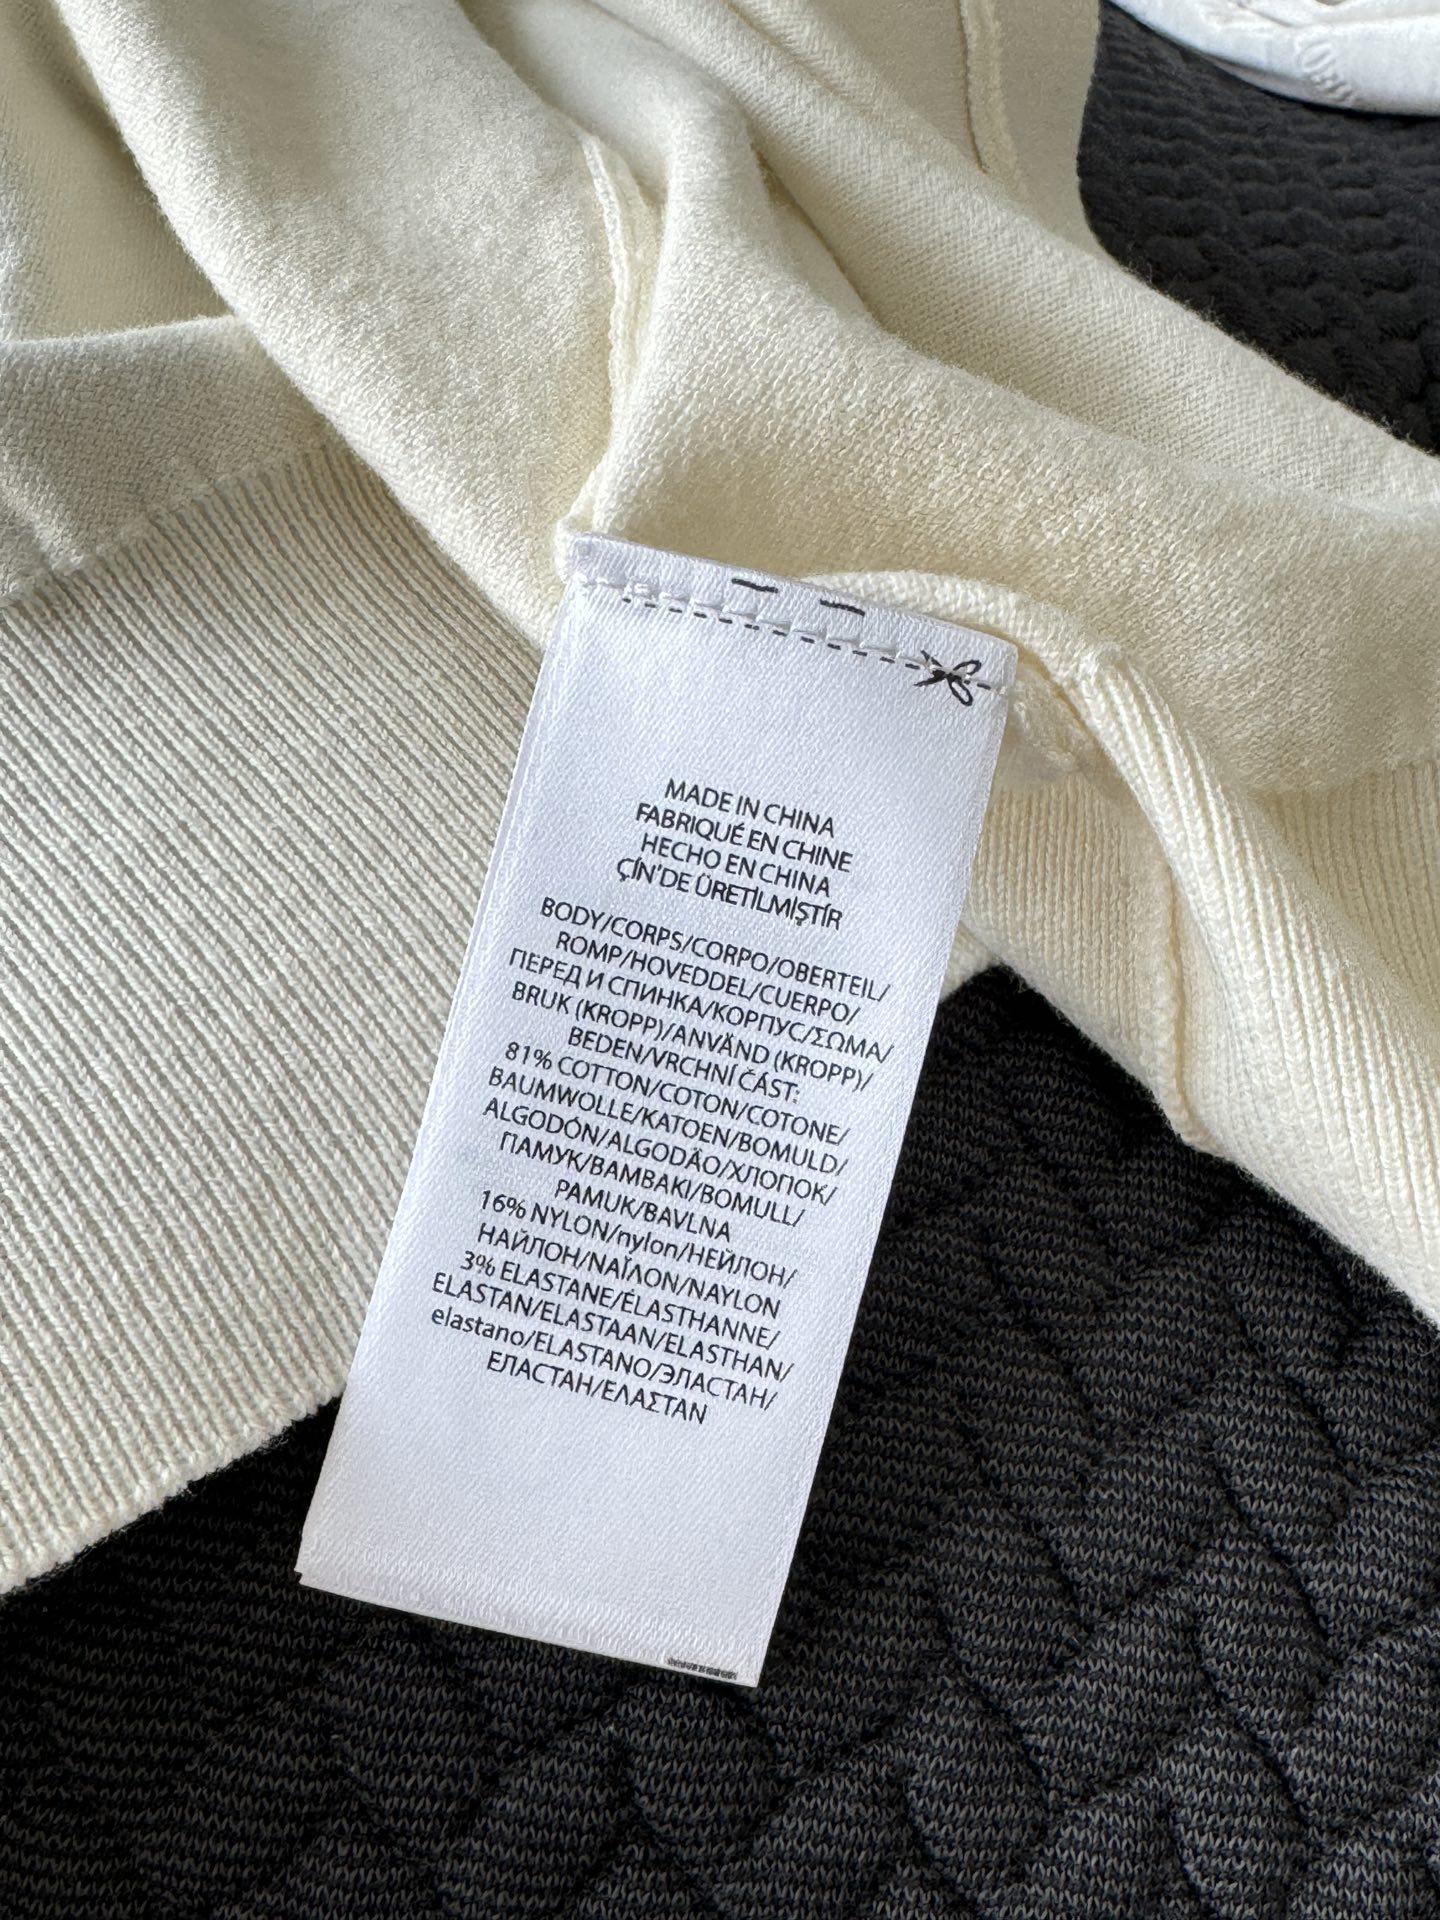 MADE IN CHINA
FABRIQUÉ EN CHINE
HECHO EN CHINA
ÇİN'DE ÜRETİLMİŞTİR
BODY/CORPS/CORPO/OBERTEIL/
ROMP/HOVEDDEL/CUERPO/
ПЕРЕД И СПИНКА/КОРПУС/ΣΩΜΑ/
BRUK (KROPP)/ANVÄND (KROPP)/
BEDEN/VRCHNÍ ČÁST:
81% COTTON/COTON/COTONE/
BAUMWOLLE/KATOEN/BOMULD/
ALGODÓN/ALGODÃO/ХЛОПОК/
ПАМУК/ΒΑΜΒΑΚΙ/BOMULL/
PAMUK/BAVLNA
16% NYLON/nylon/НЕЙЛОН/
НАЙЛОН/ΝΑΪΛΟΝ/NAYLON
3% ELASTANE/ÉLASTHANNE/
ELASTAN/ELASTAAN/ELASTHAN/
elastano/ELASTANO/ЭЛАСТАН/
ЕЛАСТАН/ΕΛΑΣΤΑΝ